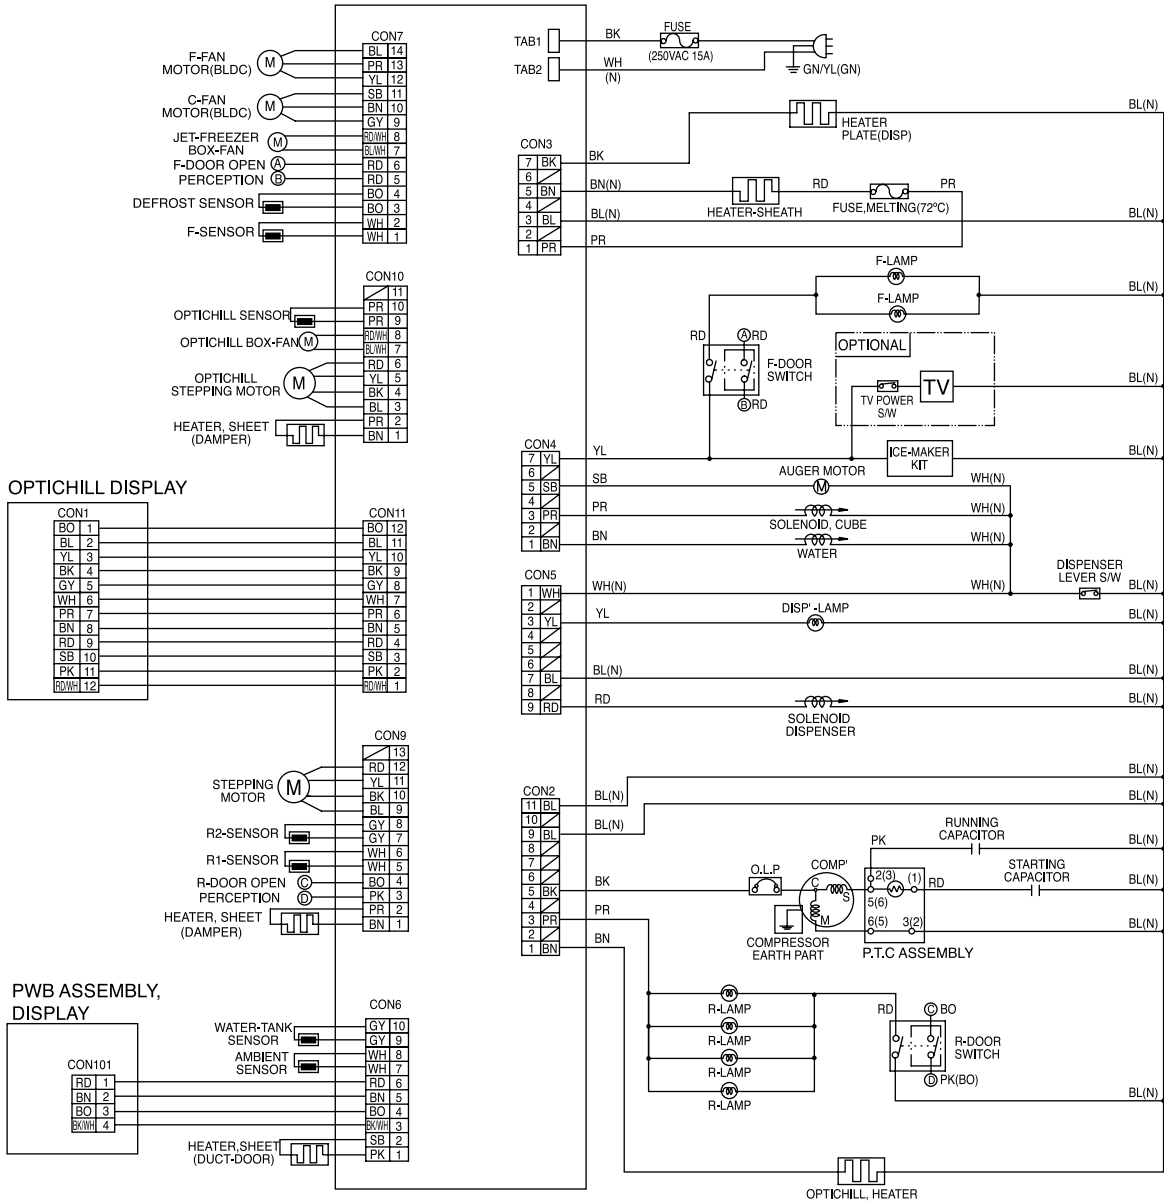 CON7
F-FAN
MOTOR(BLDC)
M
BL 14
PR 13
YL 12
C-FAN
MOTOR(BLDC)
M
SB 11
BN 10
GY 9
JET-FREEZER
BOX-FAN
M
RD/WH 8
BL/WH 7
F-DOOR OPEN A
RD 6
PERCEPTION B
RD 5
DEFROST SENSOR
BO 4
BO 3
F-SENSOR
WH 2
WH 1
CON10
11
OPTICHILL SENSOR
PR 10
PR 9
OPTICHILL BOX-FAN M
RD/WH 8
BL/WH 7
OPTICHILL
STEPPING MOTOR
M
RD 6
YL 5
BK 4
BL 3
HEATER, SHEET
(DAMPER)
PR 2
BN 1
OPTICHILL DISPLAY
CON1
BO 1
BL 2
YL 3
BK 4
GY 5
WH 6
PR 7
BN 8
RD 9
SB 10
PK 11
RD/WH 12
CON11
BO 12
BL 11
YL 10
BK 9
GY 8
WH 7
PR 6
BN 5
RD 4
SB 3
PK 2
RD/WH 1
CON9
13
STEPPING
MOTOR
M
RD 12
YL 11
BK 10
BL 9
R2-SENSOR
GY 8
GY 7
R1-SENSOR
WH 6
WH 5
R-DOOR OPEN C
BO 4
PERCEPTION D
PK 3
HEATER, SHEET
(DAMPER)
PR 2
BN 1
PWB ASSEMBLY,
DISPLAY
CON101
RD 1
BN 2
BO 3
BK/WH 4
CON6
WATER-TANK
SENSOR
GY 10
GY 9
AMBIENT
SENSOR
WH 8
WH 7
RD 6
BN 5
BO 4
BK/WH 3
HEATER,SHEET
(DUCT-DOOR)
SB 2
PK 1
TAB1
BK
FUSE
(250VAC 15A)
TAB2
WH
(N)
GN/YL(GN)
HEATER
PLATE(DISP)
BL(N)
CON3
7 BK
6
5 BN
4
3 BL
2
1 PR
BK
BN(N)
HEATER-SHEATH
RD
FUSE,MELTING(72ºC)
PR
BL(N)
BL(N)
PR
F-LAMP
F-LAMP
BL(N)
RD
A RD
F-DOOR
SWITCH
B RD
OPTIONAL
TV POWER
S/W
TV
BL(N)
CON4
7 YL
6
5 SB
4
3 PR
2
1 BN
YL
ICE-MAKER
KIT
BL(N)
SB
AUGER MOTOR
M
WH(N)
PR
SOLENOID, CUBE
WH(N)
BN
WATER
WH(N)
CON5
1 WH
2
3 YL
4
5
6
7 BL
8
9 RD
WH(N)
WH(N)
DISPENSER
LEVER S/W
BL(N)
YL
DISP'-LAMP
BL(N)
BL(N)
BL(N)
RD
SOLENOID
DISPENSER
BL(N)
CON2
11 BL
10
9 BL
8
7
6
5 BK
4
3 PR
2
1 BN
BL(N)
BL(N)
BL(N)
BL(N)
RUNNING
CAPACITOR
PK
BL(N)
BK
O.L.P
COMP'
C
S
M
2(3)
(1)
5(6)
6(5)
3(2)
RD
STARTING
CAPACITOR
BL(N)
COMPRESSOR
EARTH PART
P.T.C ASSEMBLY
BL(N)
PR
BN
R-LAMP
R-LAMP
R-LAMP
R-LAMP
RD
C BO
R-DOOR
SWITCH
D PK(BO)
BL(N)
OPTICHILL, HEATER